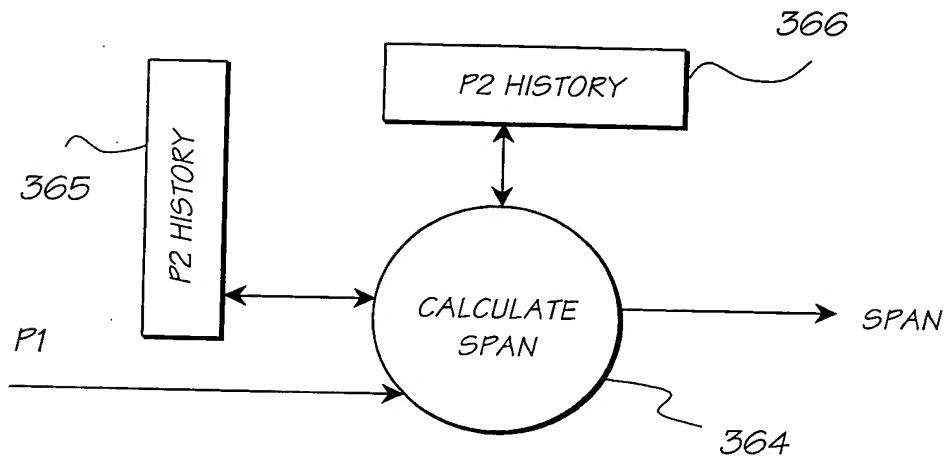 366
P2 HISTORY
365
P2 HISTORY
P1
CALCULATE
SPAN
SPAN
364